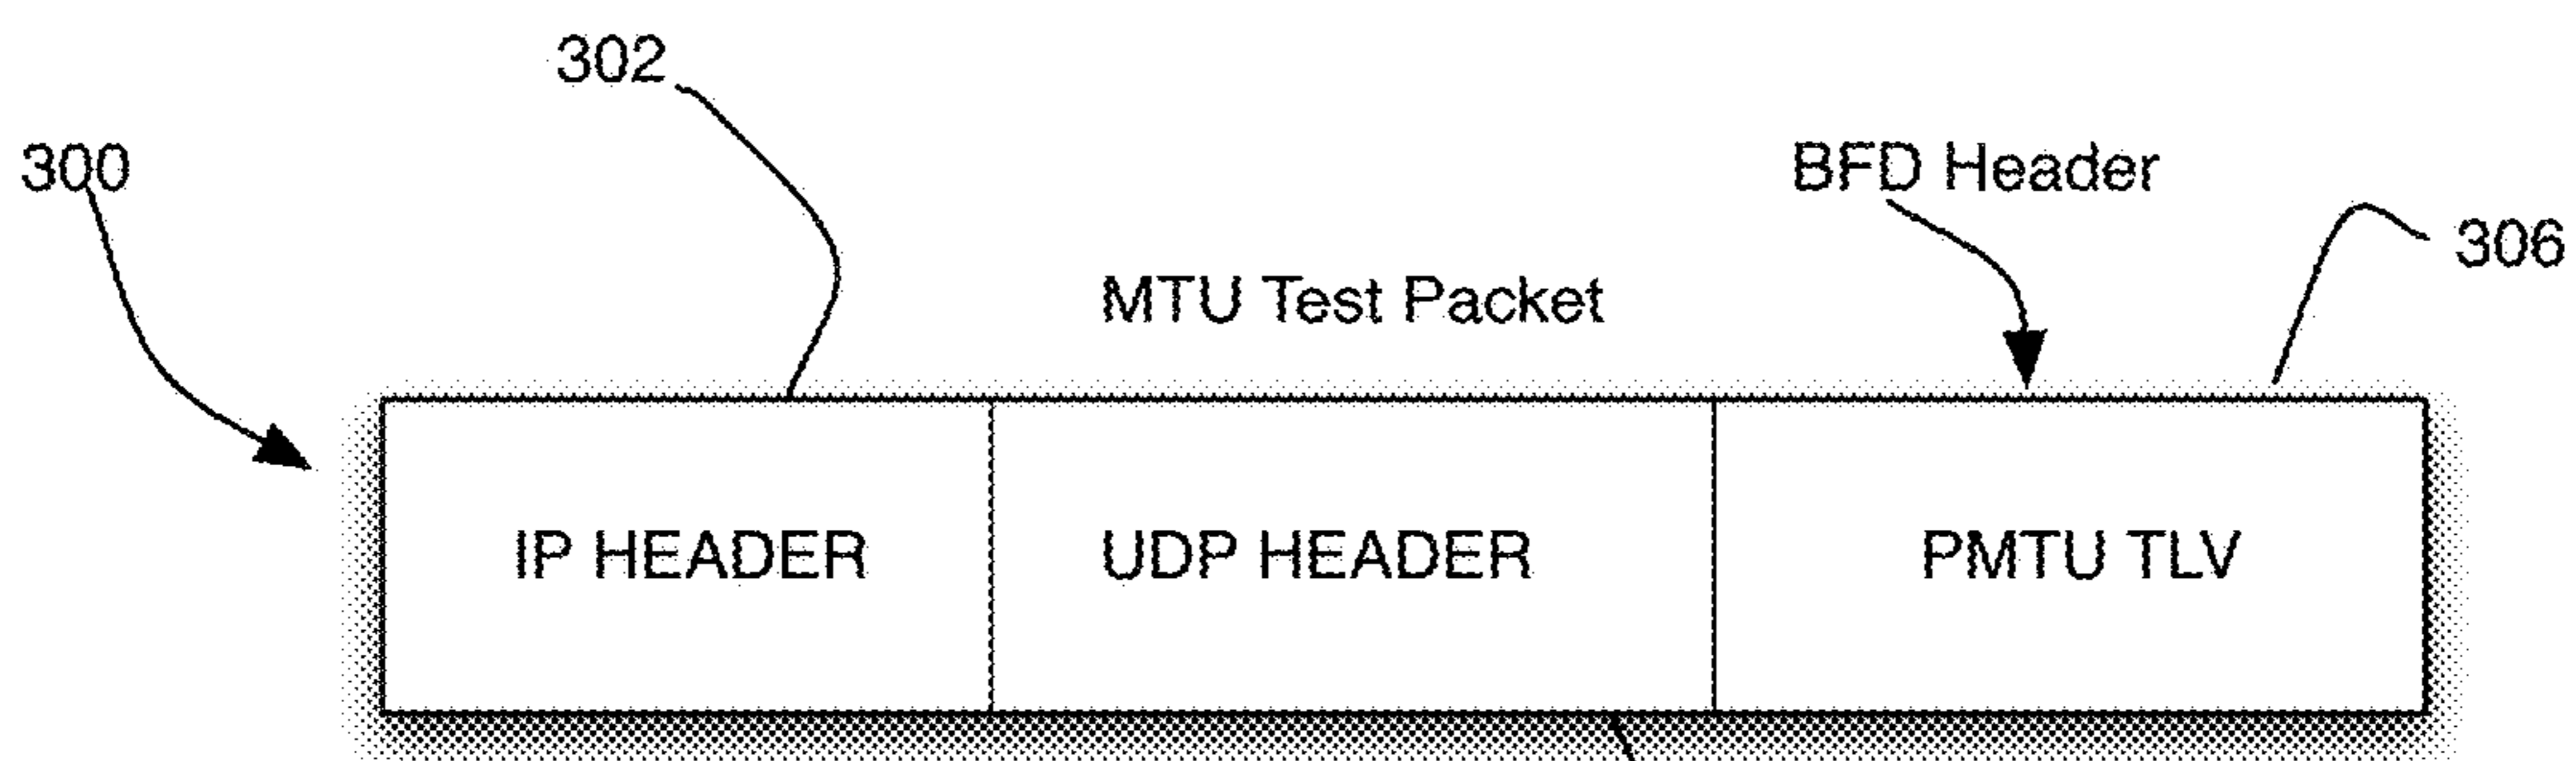 302
300
BFD Header
306
MTU Test Packet
IP HEADER
UDP HEADER
PMTU TLV